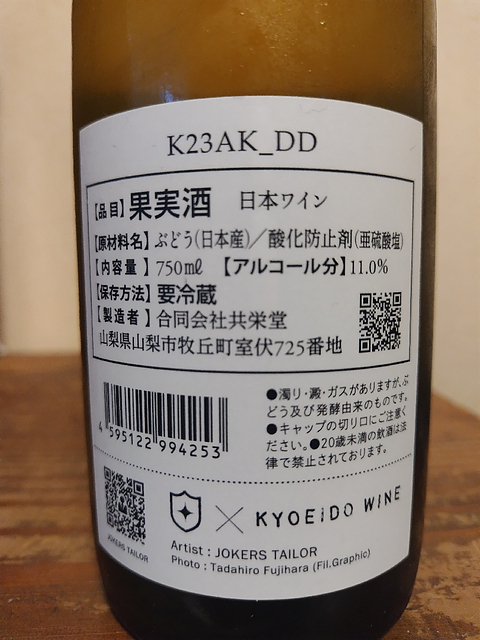 K23AK_DD
【品目】果実酒 日本ワイン
【原材料名】ぶどう(日本産)／酸化防止剤(亜硫酸塩)
【内容量】750㎖ 【アルコール分】11.0%
【保存方法】要冷蔵
【製造者】合同会社共栄堂
山梨県山梨市牧丘町室伏725番地
4 595122 994253
●濁り・澱・ガスがありますが、ぶ
どう及び発酵由来のものです。
●キャップの切り口にご注意く
ださい。●20歳未満の飲酒は法
律で禁止されております。
JOKERS TAILOR
KYOEiDO WiNE
Artist : JOKERS TAILOR
Photo : Tadahiro Fujihara (Fil.Graphic)